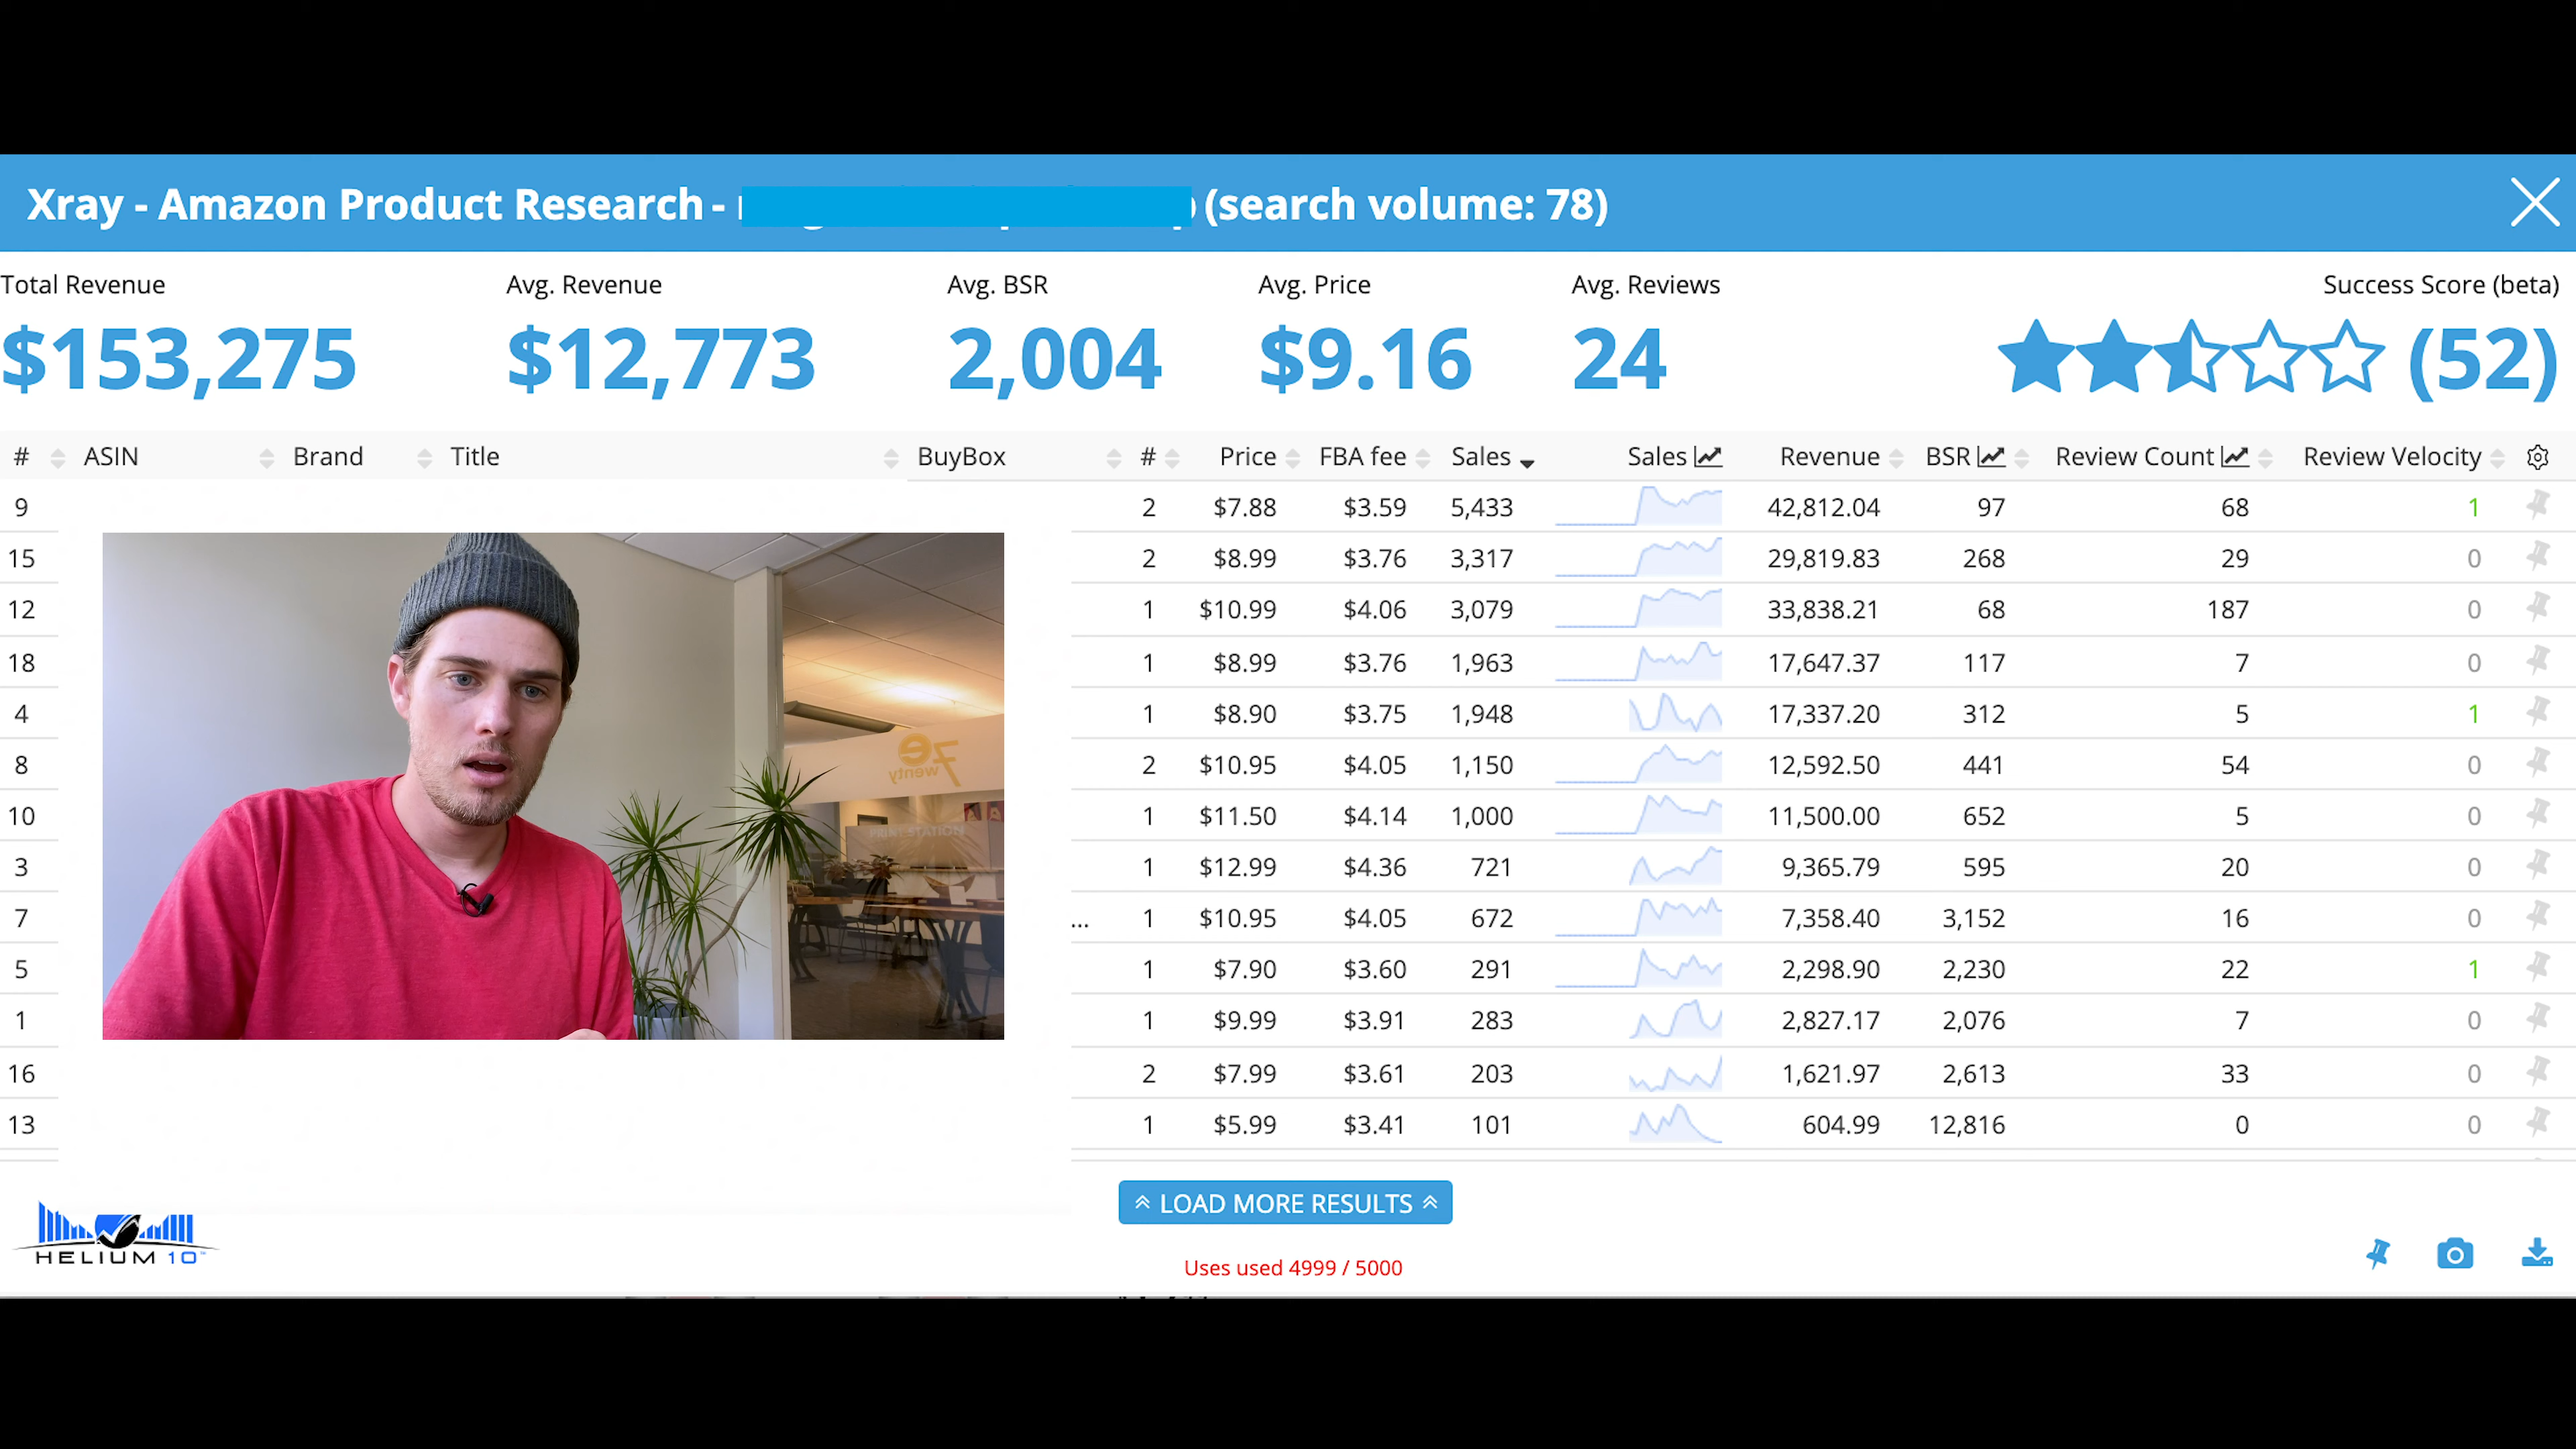 Xray - Amazon Product Research - (search volume: 78)
Total Revenue Avg. Revenue Avg. BSR Avg. Price Avg. Reviews Success Score (beta)
$153,275 $12,773 2,004 $9.16 24 (52)
# ASIN Brand Title BuyBox # Price FBA fee Sales Sales Revenue BSR Review Count Review Velocity
9 2 $7.88 $3.59 5,433 42,812.04 97 68 1
15 2 $8.99 $3.76 3,317 29,819.83 268 29 0
12 1 $10.99 $4.06 3,079 33,838.21 68 187 0
18 1 $8.99 $3.76 1,963 17,647.37 117 7 0
4 1 $8.90 $3.75 1,948 17,337.20 312 5 1
8 2 $10.95 $4.05 1,150 12,592.50 441 54 0
10 1 $11.50 $4.14 1,000 11,500.00 652 5 0
3 1 $12.99 $4.36 721 9,365.79 595 20 0
7 ... 1 $10.95 $4.05 672 7,358.40 3,152 16 0
5 1 $7.90 $3.60 291 2,298.90 2,230 22 1
1 1 $9.99 $3.91 283 2,827.17 2,076 7 0
16 2 $7.99 $3.61 203 1,621.97 2,613 33 0
13 1 $5.99 $3.41 101 604.99 12,816 0 0
7e
wenty
PRINT STATION
LOAD MORE RESULTS
HELIUM 10
Uses used 4999 / 5000